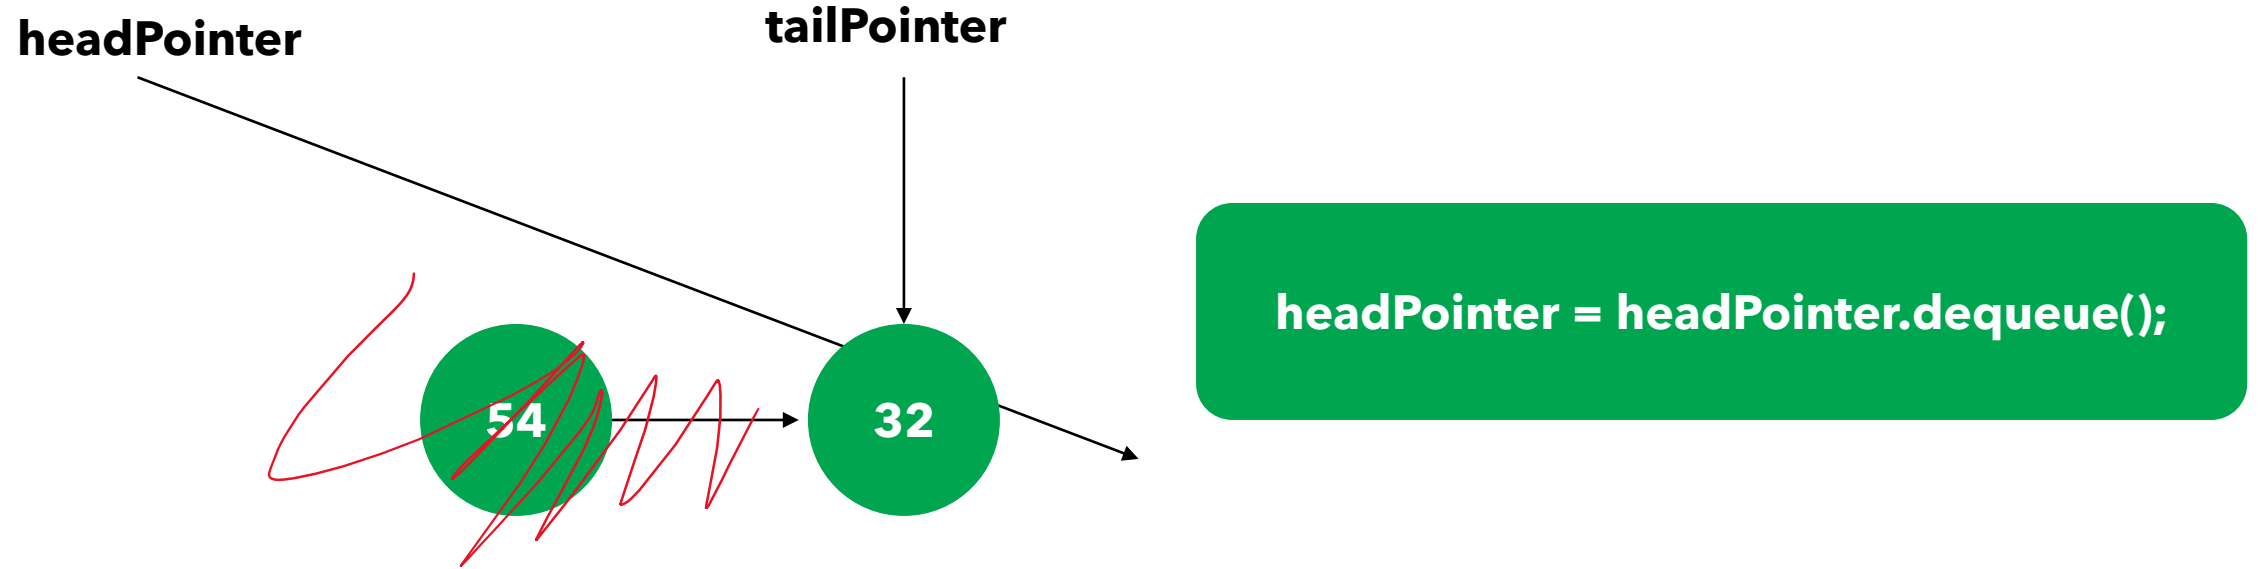 headPointer
tailPointer
54
32
headPointer = headPointer.dequeue();